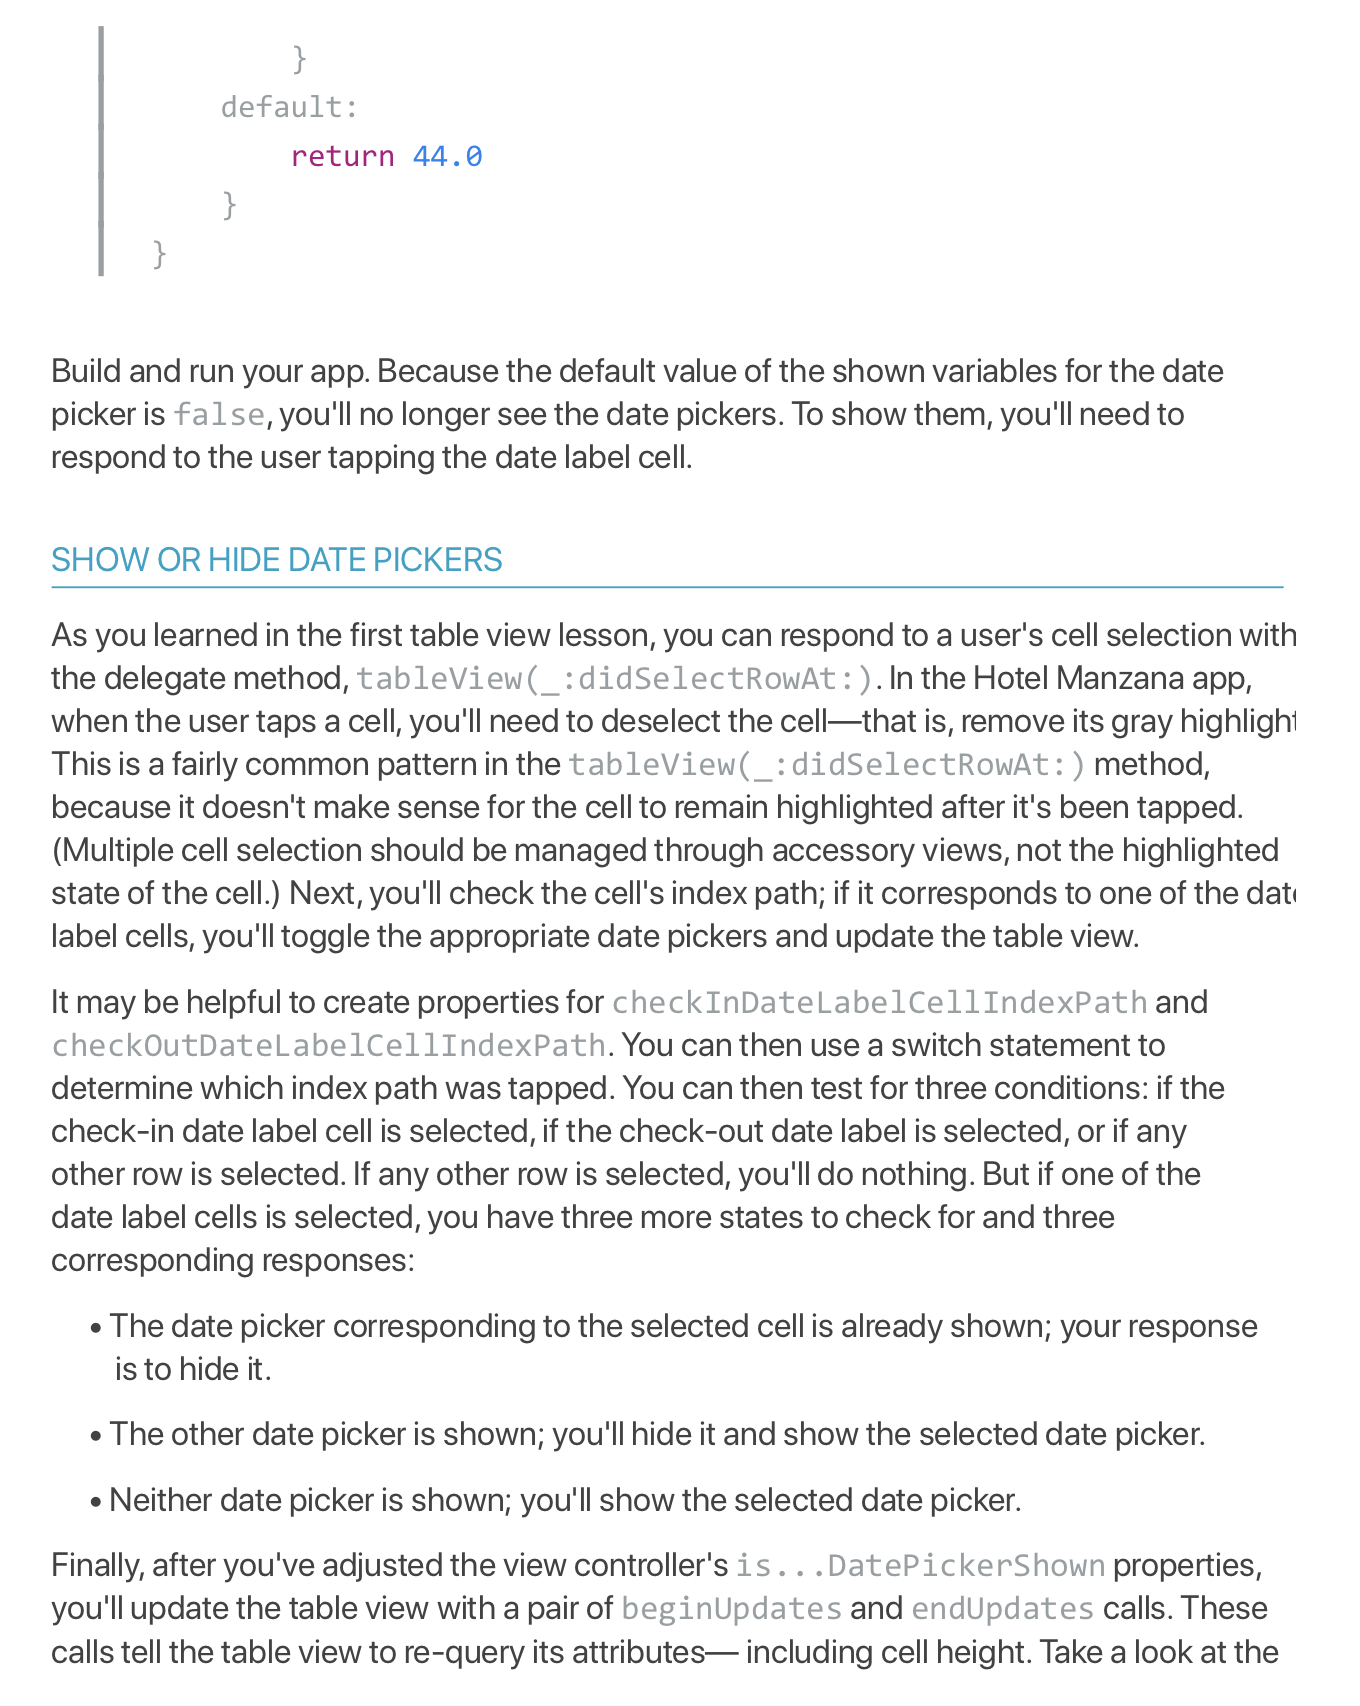 }
default:
return 44.0
}
}
Build and run your app. Because the default value of the shown variables for the date
picker is false, you'll no longer see the date pickers. To show them, you'll need to
respond to the user tapping the date label cell.
SHOW OR HIDE DATE PICKERS
As you learned in the first table view lesson, you can respond to a user's cell selection with
the delegate method, tableView(_:didSelectRowAt:). In the Hotel Manzana app,
when the user taps a cell, you'll need to deselect the cell—that is, remove its gray highlight
This is a fairly common pattern in the tableView(_:didSelectRowAt:) method,
because it doesn't make sense for the cell to remain highlighted after it's been tapped.
(Multiple cell selection should be managed through accessory views, not the highlighted
state of the cell.) Next, you'll check the cell's index path; if it corresponds to one of the date
label cells, you'll toggle the appropriate date pickers and update the table view.
It may be helpful to create properties for checkInDateLabelCellIndexPath and
checkOutDateLabelCellIndexPath. You can then use a switch statement to
determine which index path was tapped. You can then test for three conditions: if the
check-in date label cell is selected, if the check-out date label is selected, or if any
other row is selected. If any other row is selected, you'll do nothing. But if one of the
date label cells is selected, you have three more states to check for and three
corresponding responses:
• The date picker corresponding to the selected cell is already shown; your response
is to hide it.
• The other date picker is shown; you'll hide it and show the selected date picker.
• Neither date picker is shown; you'll show the selected date picker.
Finally, after you've adjusted the view controller's is...DatePickerShown properties,
you'll update the table view with a pair of beginUpdates and endUpdates calls. These
calls tell the table view to re-query its attributes— including cell height. Take a look at the